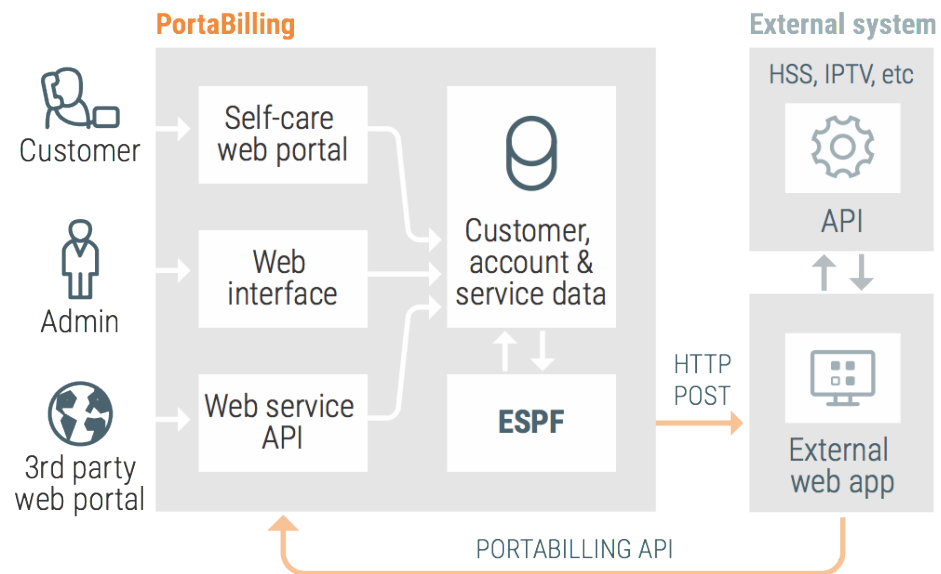 PortaBilling
External system
Customer
Self-care
web portal
Customer,
account &
service data
HSS, IPTV, etc
API
Admin
Web
interface
3rd party
web portal
Web service
API
ESPF
HTTP
POST
External
web app
PORTABILLING API